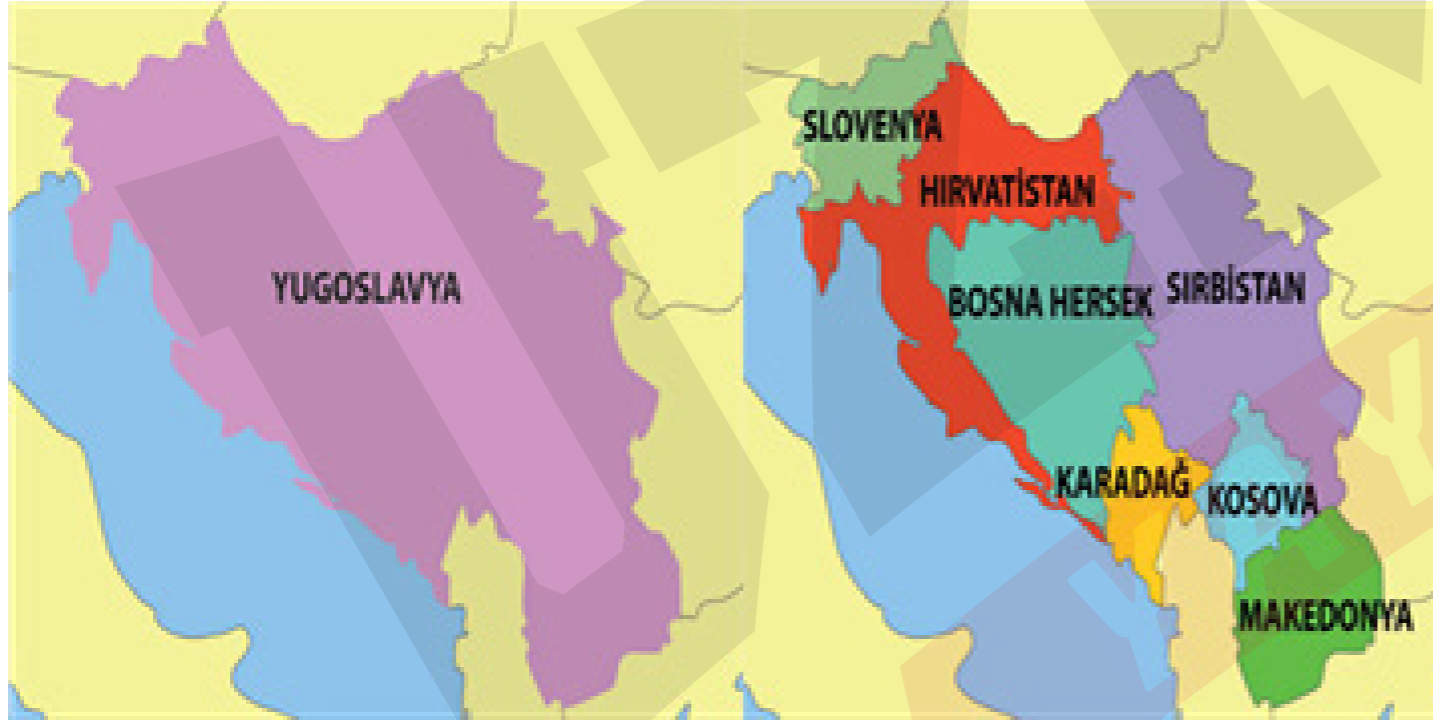 YUGOSLAVYA
SLOVENYA
HIRVATİSTAN
BOSNA HERSEK
SIRBİSTAN
KARADAĞ
KOSOVA
MAKEDONYA